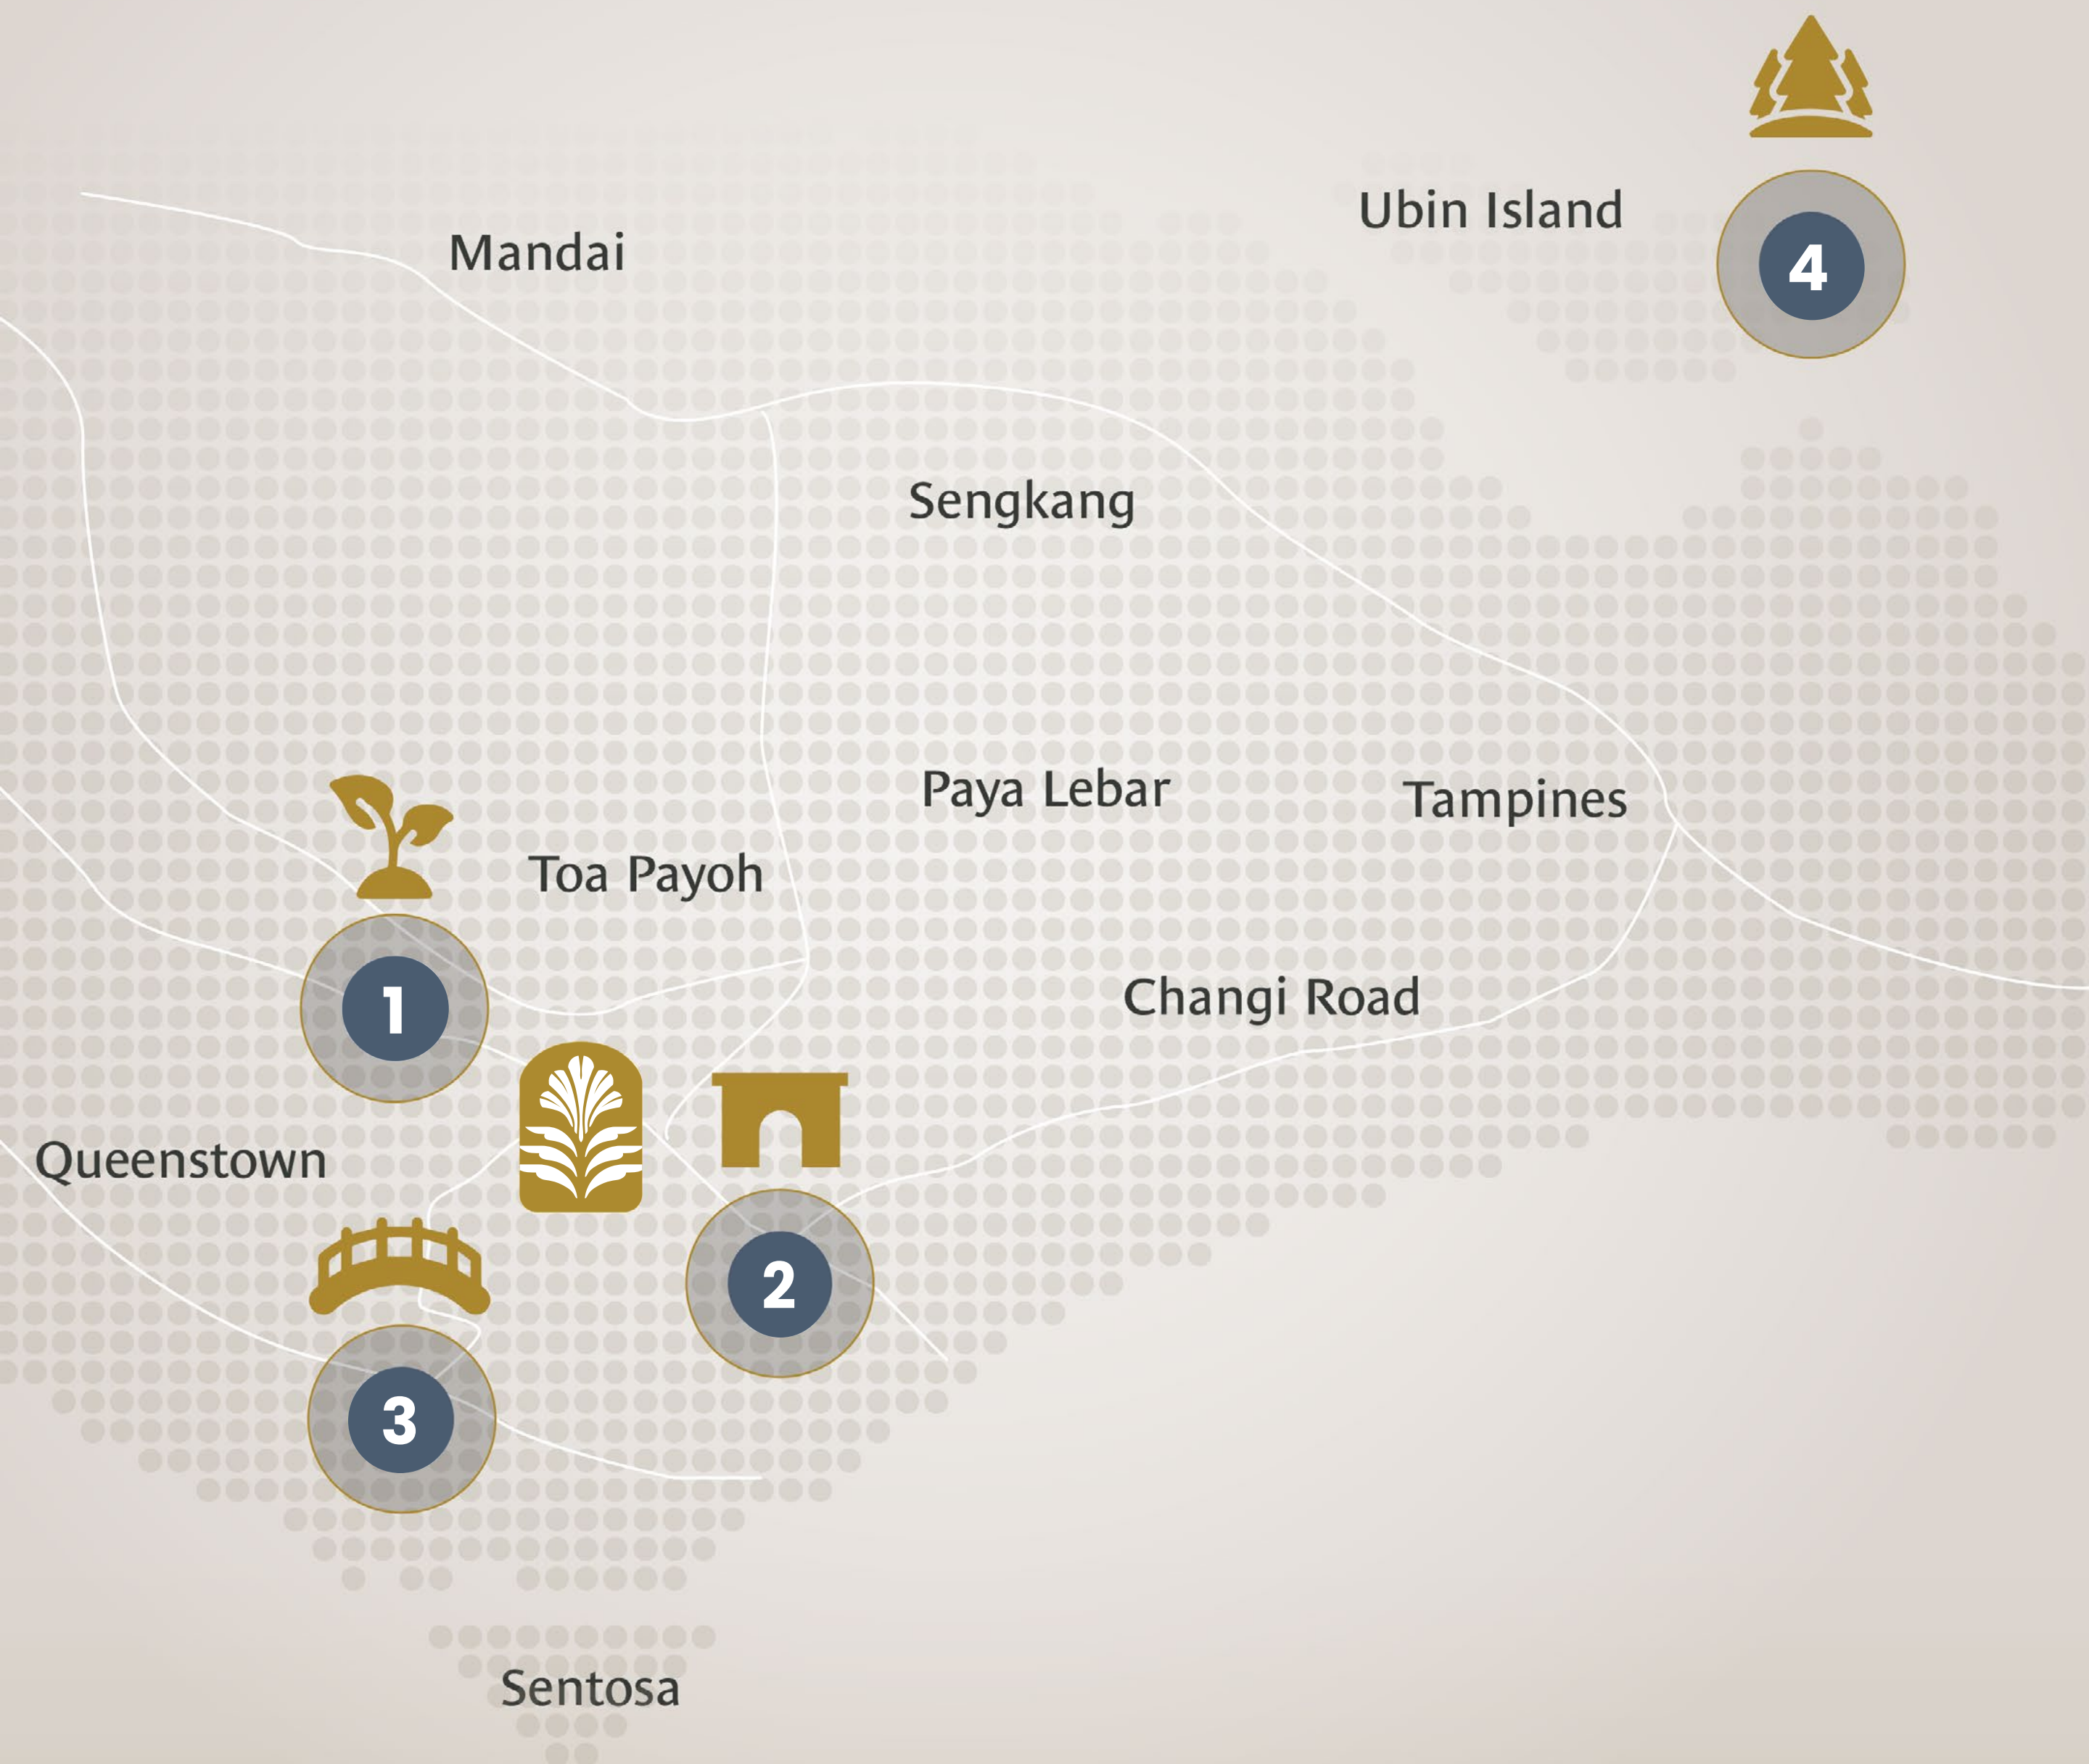 Ubin Island
4
Mandai
Sengkang
Paya Lebar
Tampines
Toa Payoh
Changi Road
1
Queenstown
2
3
Sentosa